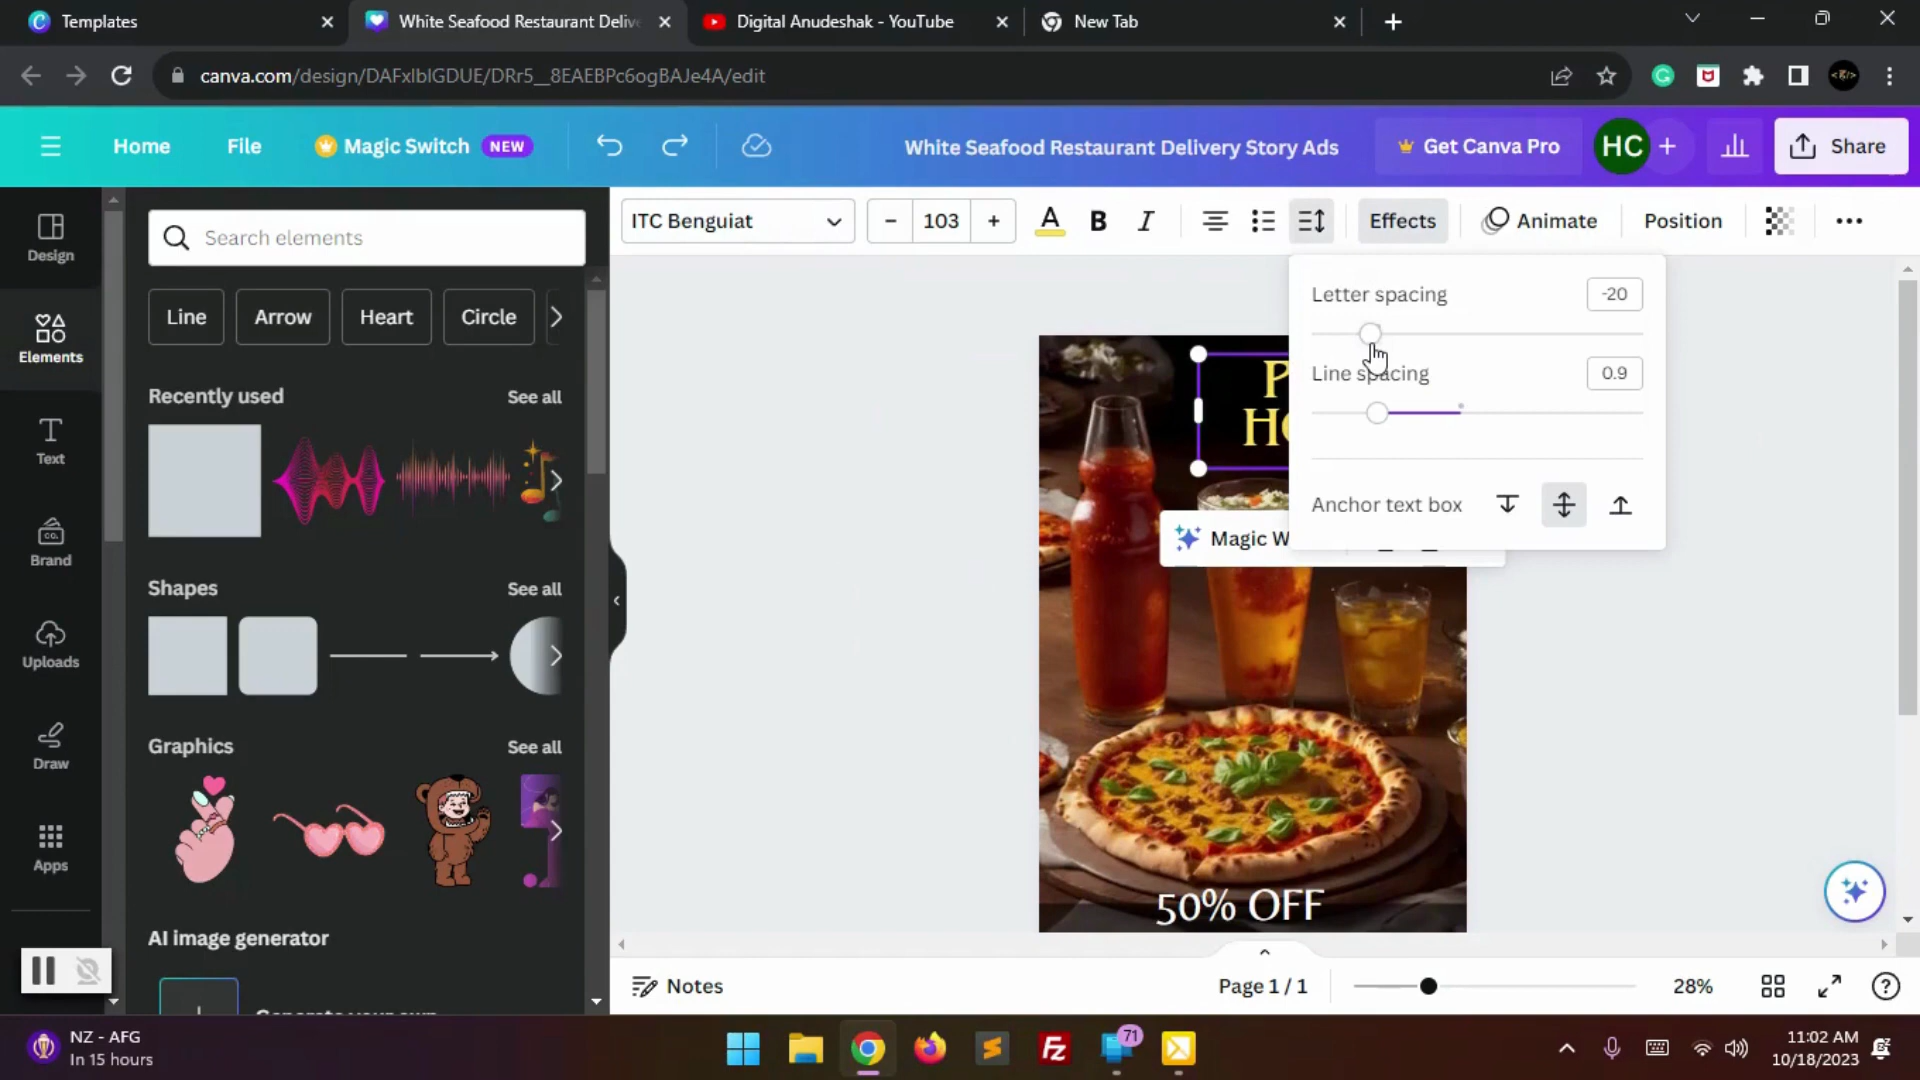 Templates
White Seafood Restaurant Delive
Digital Anudeshak - YouTube
New Tab
canva.com/design/DAFxlblGDUE/DRr5__8EAEBPc6ogBAJe4A/edit
Home
File
Magic Switch
NEW
White Seafood Restaurant Delivery Story Ads
Get Canva Pro
HC
Share
Design
Elements
Text
Brand
Uploads
Draw
Apps
Search elements
Line
Arrow
Heart
Circle
Recently used
See all
Shapes
See all
Graphics
See all
AI image generator
ITC Benguiat
103
A
B
I
Effects
Animate
Position
Letter spacing
-20
Line spacing
0.9
Anchor text box
P
HO
Magic W
50% OFF
Notes
Page 1 / 1
28%
NZ - AFG
In 15 hours
71
11:02 AM
10/18/2023